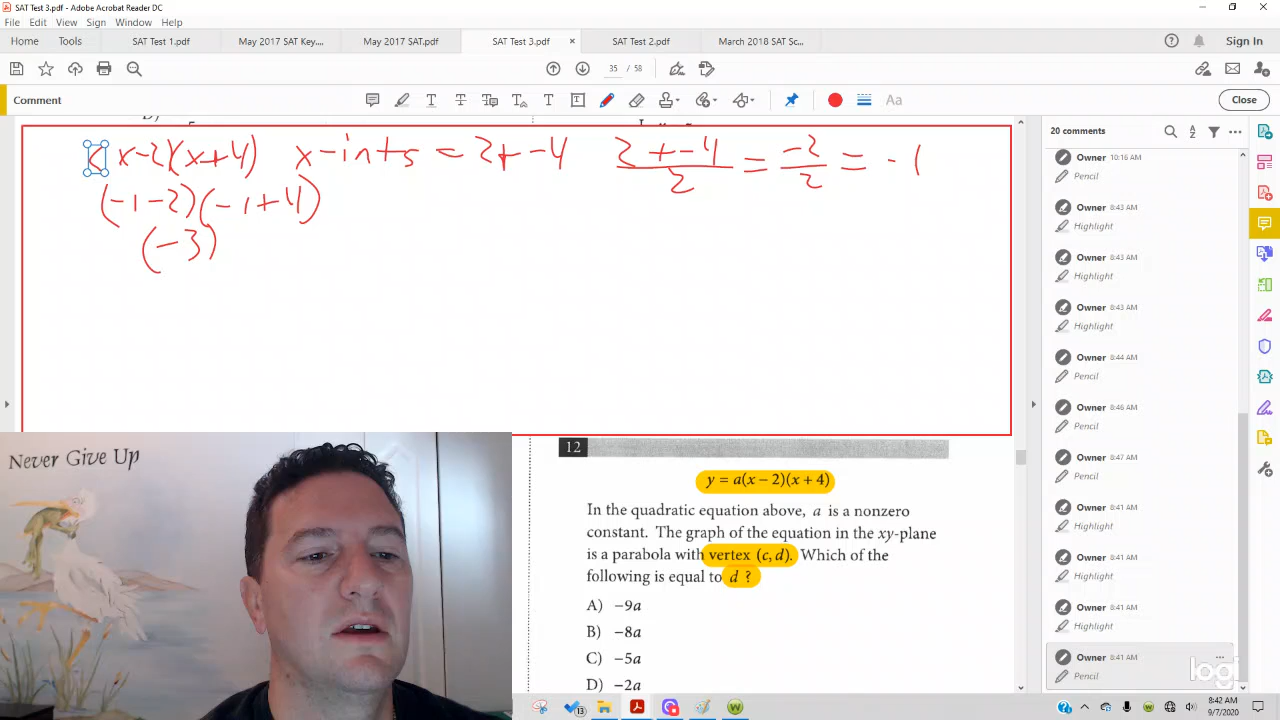 SAT Test 3.pdf - Adobe Acrobat Reader DC
File Edit View Sign Window Help
Home Tools SAT Test 1.pdf May 2017 SAT Key... May 2017 SAT.pdf SAT Test 3.pdf × SAT Test 2.pdf March 2018 SAT Sc... Sign In
35 / 58
Comment Aa Close
20 comments
(x-2)(x+4) x-ints = 2+-4 2+-4/2 = -2/2 = -1
(-1-2)(-1+4)
(-3)
10:16 AM
Pencil
Owner 8:43 AM
Highlight
Owner 8:43 AM
Highlight
Owner 8:43 AM
Highlight
Owner 8:44 AM
Pencil
Owner 8:46 AM
Pencil
Owner 8:47 AM
Pencil
Owner 8:41 AM
Highlight
Owner 8:41 AM
Highlight
Owner 8:41 AM
Highlight
Owner 8:41 AM
Pencil
Never Give Up
12
y = a(x − 2)(x + 4)
In the quadratic equation above, a is a nonzero
constant. The graph of the equation in the xy-plane
is a parabola with vertex (c, d). Which of the
following is equal to d ?
A) −9a
B) −8a
C) −5a
D) −2a
logi
13
8:42 AM
9/7/2020